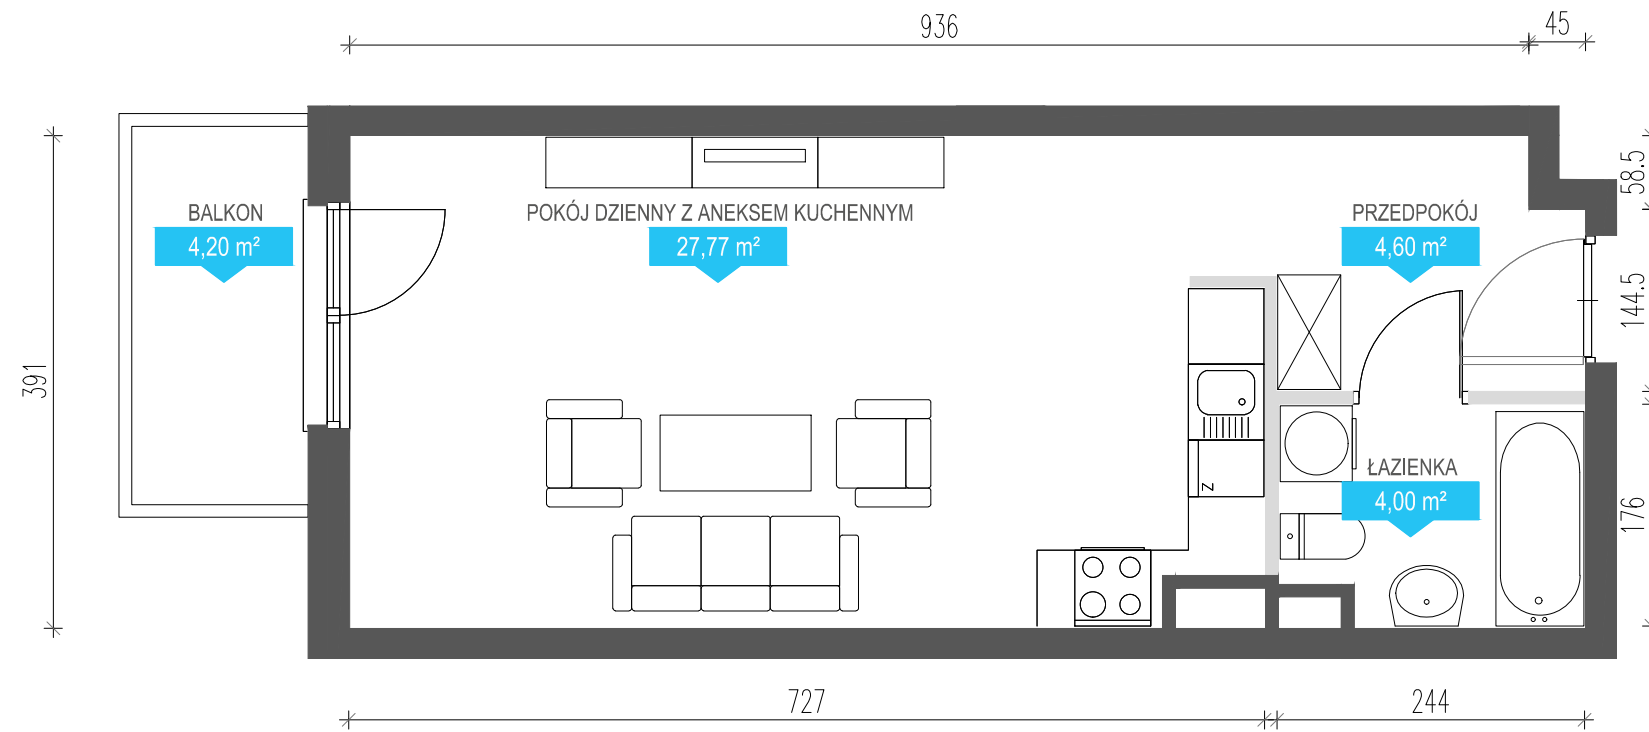 936
45
58.5
BALKON
4,20 m²
POKÓJ DZIENNY Z ANEKSEM KUCHENNYM
27,77 m²
PRZEDPOKÓJ
4,60 m²
144.5
391
ŁAZIENKA
4,00 m²
Z
176
727
244